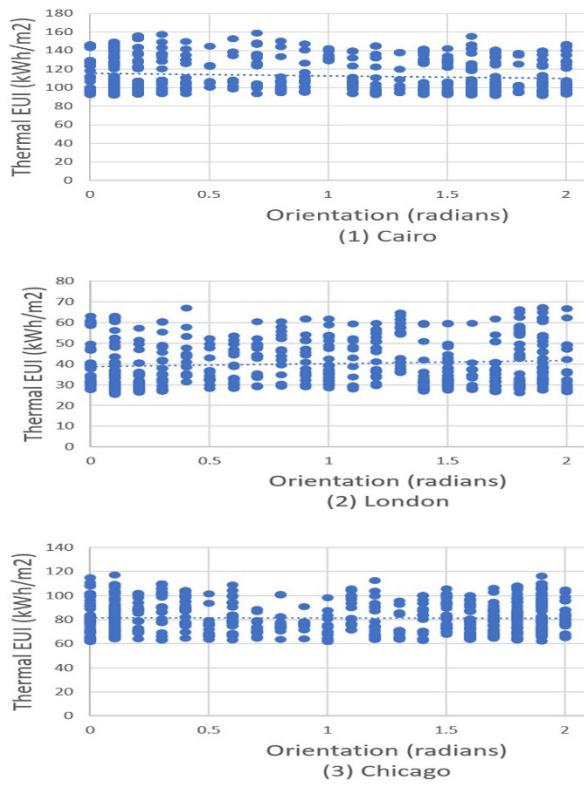 Thermal EUI (kWh/m2)
180
160
140
120
100
80
60
40
20
0
0 0.5 1 1.5 2
Orientation (radians)
(1) Cairo
Thermal EUI (kWh/m2)
80
70
60
50
40
30
20
10
0
0 0.5 1 1.5 2
Orientation (radians)
(2) London
Thermal EUI (kWh/m2)
140
120
100
80
60
40
20
0
0 0.5 1 1.5 2
Orientation (radians)
(3) Chicago